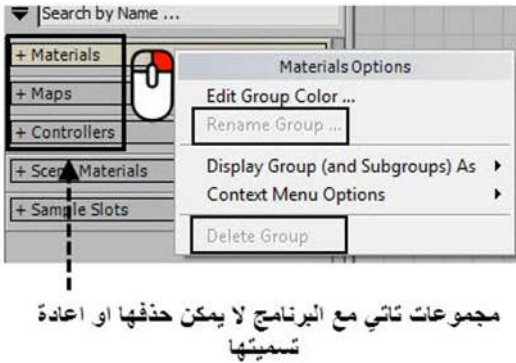 Search by Name ...
+ Materials
+ Maps
+ Controllers
+ Scene Materials
+ Sample Slots
Materials Options
Edit Group Color ...
Rename Group ...
Display Group (and Subgroups) As
Context Menu Options
Delete Group
مجموعات تاتي مع البرنامج لا يمكن حذفها او اعادة
تسميتها